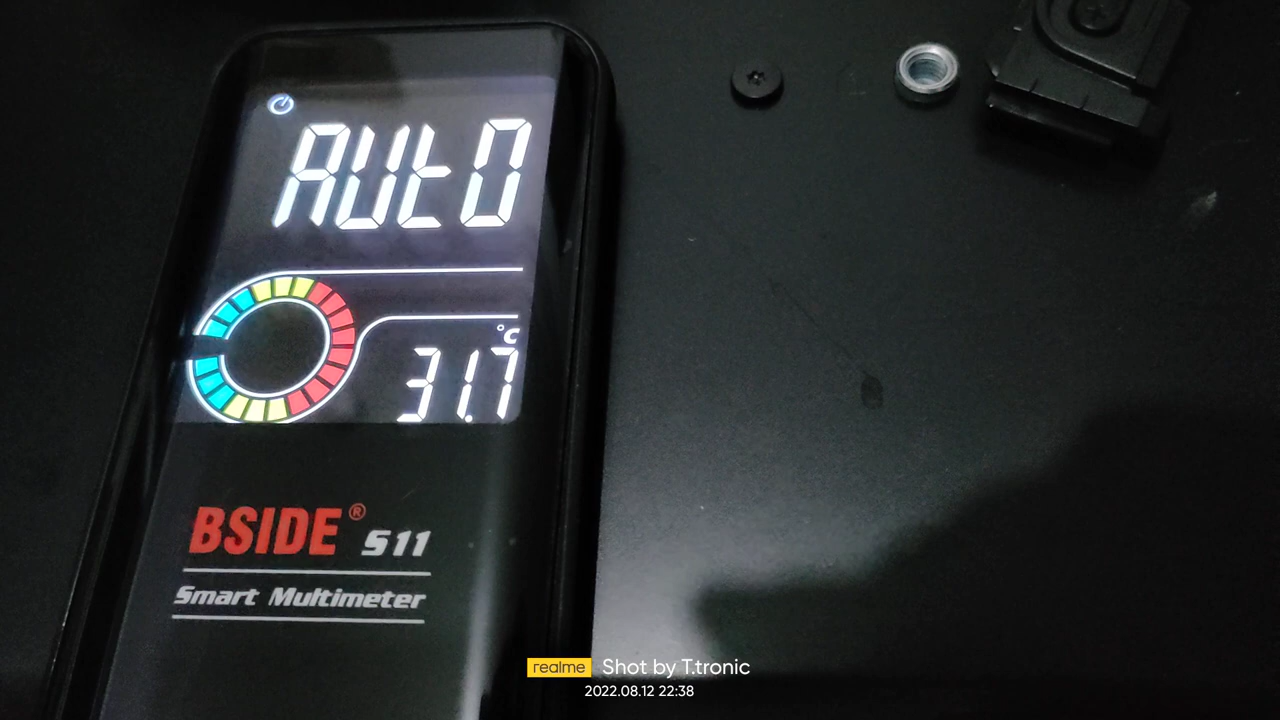 AUtO
°C
31.7
BSIDE® S11
Smart Multimeter
realme Shot by T.tronic
2022.08.12 22:38